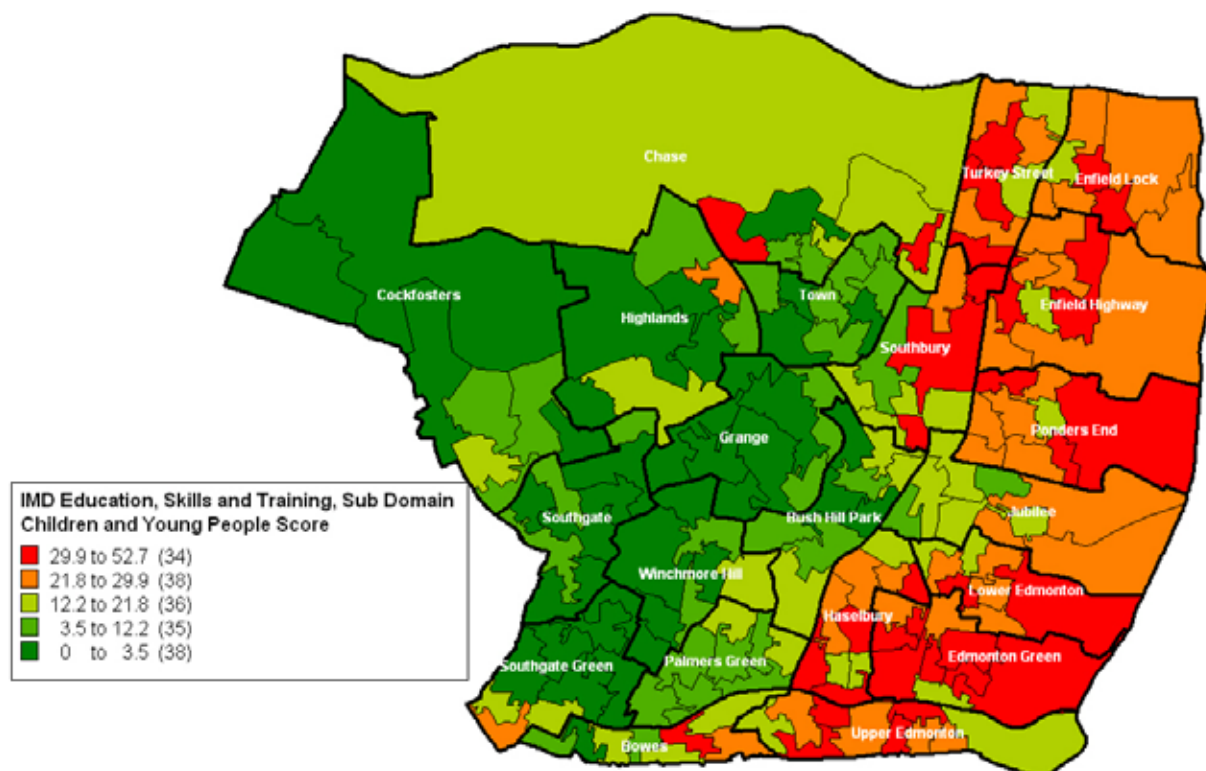 Chase
Turkey Street
Enfield Lock
Cockfosters
Highlands
Town
Enfield Highway
Southbury
Grange
Ponders End
IMD Education, Skills and Training, Sub Domain
Children and Young People Score
29.9 to 52.7 (34)
21.8 to 29.9 (38)
12.2 to 21.8 (36)
3.5 to 12.2 (35)
0 to 3.5 (38)
Southgate
Bush Hill Park
Jubilee
Winchmore Hill
Lower Edmonton
Haselbury
Southgate Green
Palmers Green
Edmonton Green
Bowes
Upper Edmonton